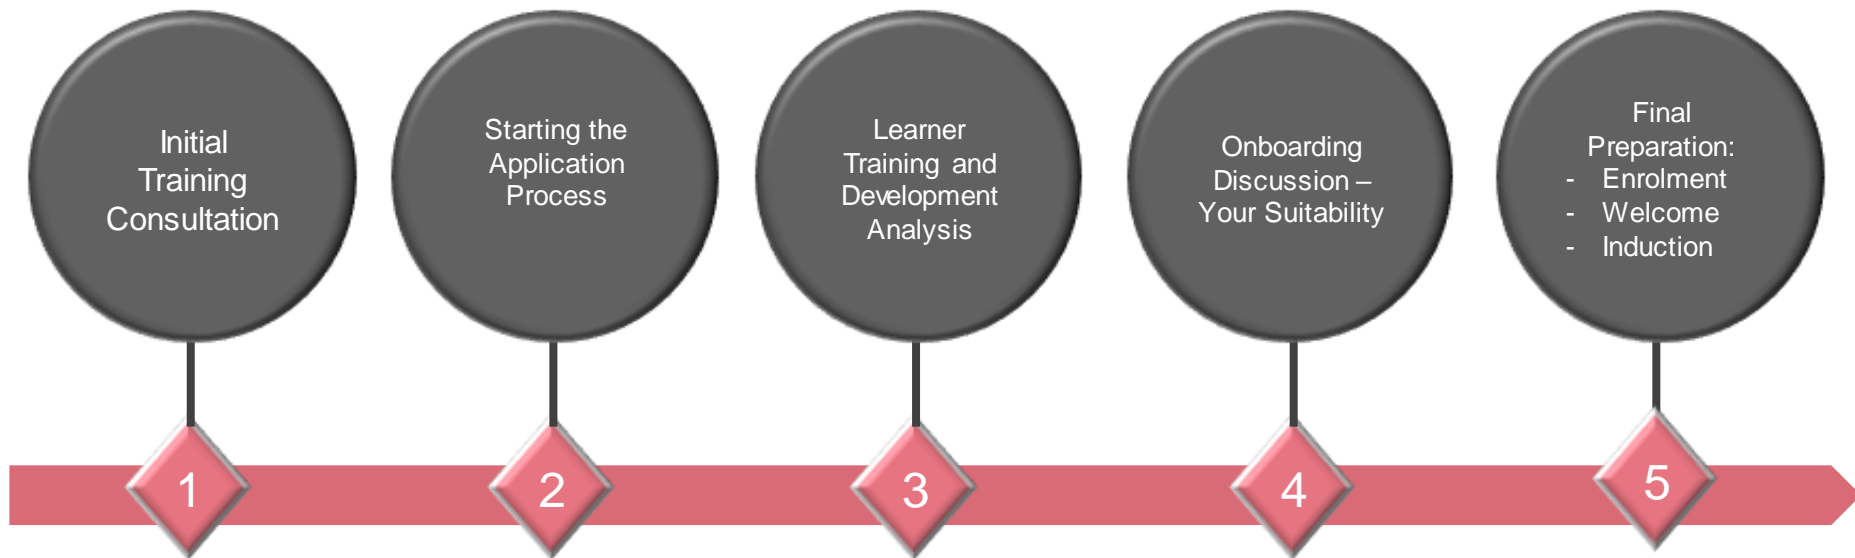 Initial
Training
Consultation
Starting the
Application
Process
Learner
Training and
Development
Analysis
Onboarding
Discussion –
Your Suitability
Final
Preparation:
- Enrolment
- Welcome
- Induction
1
2
3
4
5